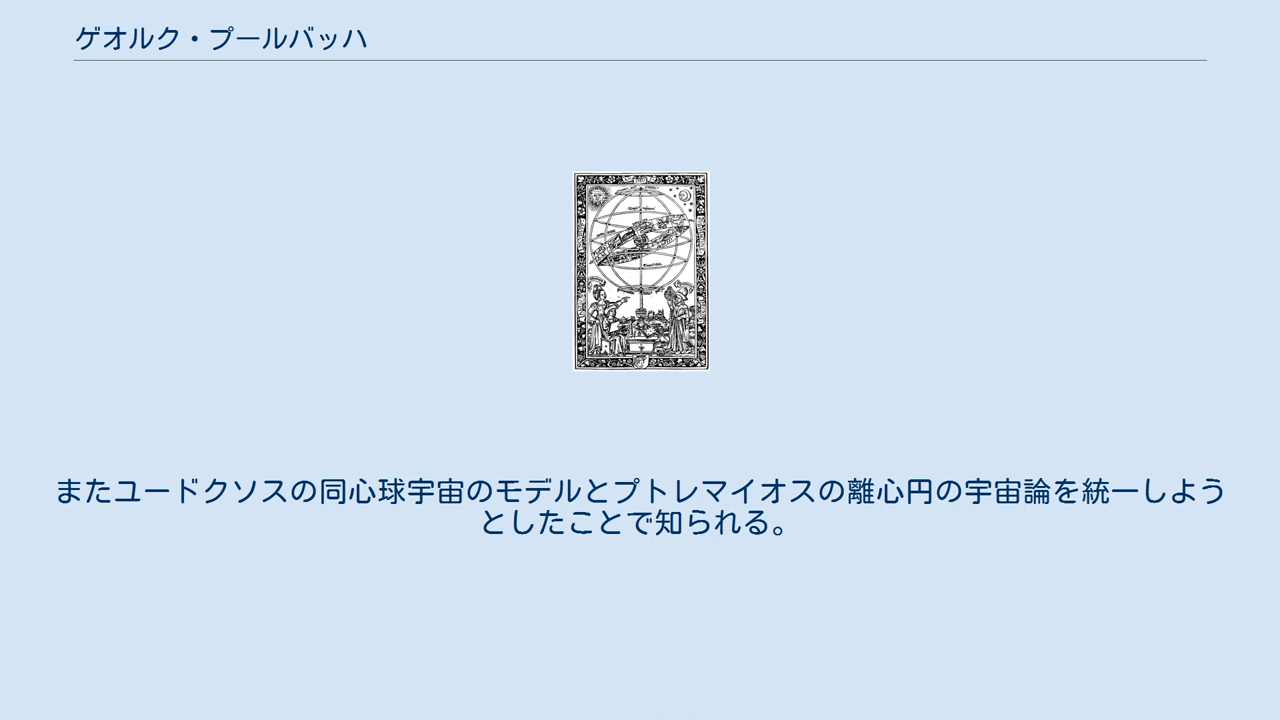 ゲオルク・プールバッハ
またユードクソスの同心球宇宙のモデルとプトレマイオスの離心円の宇宙論を統一しよう
としたことで知られる。